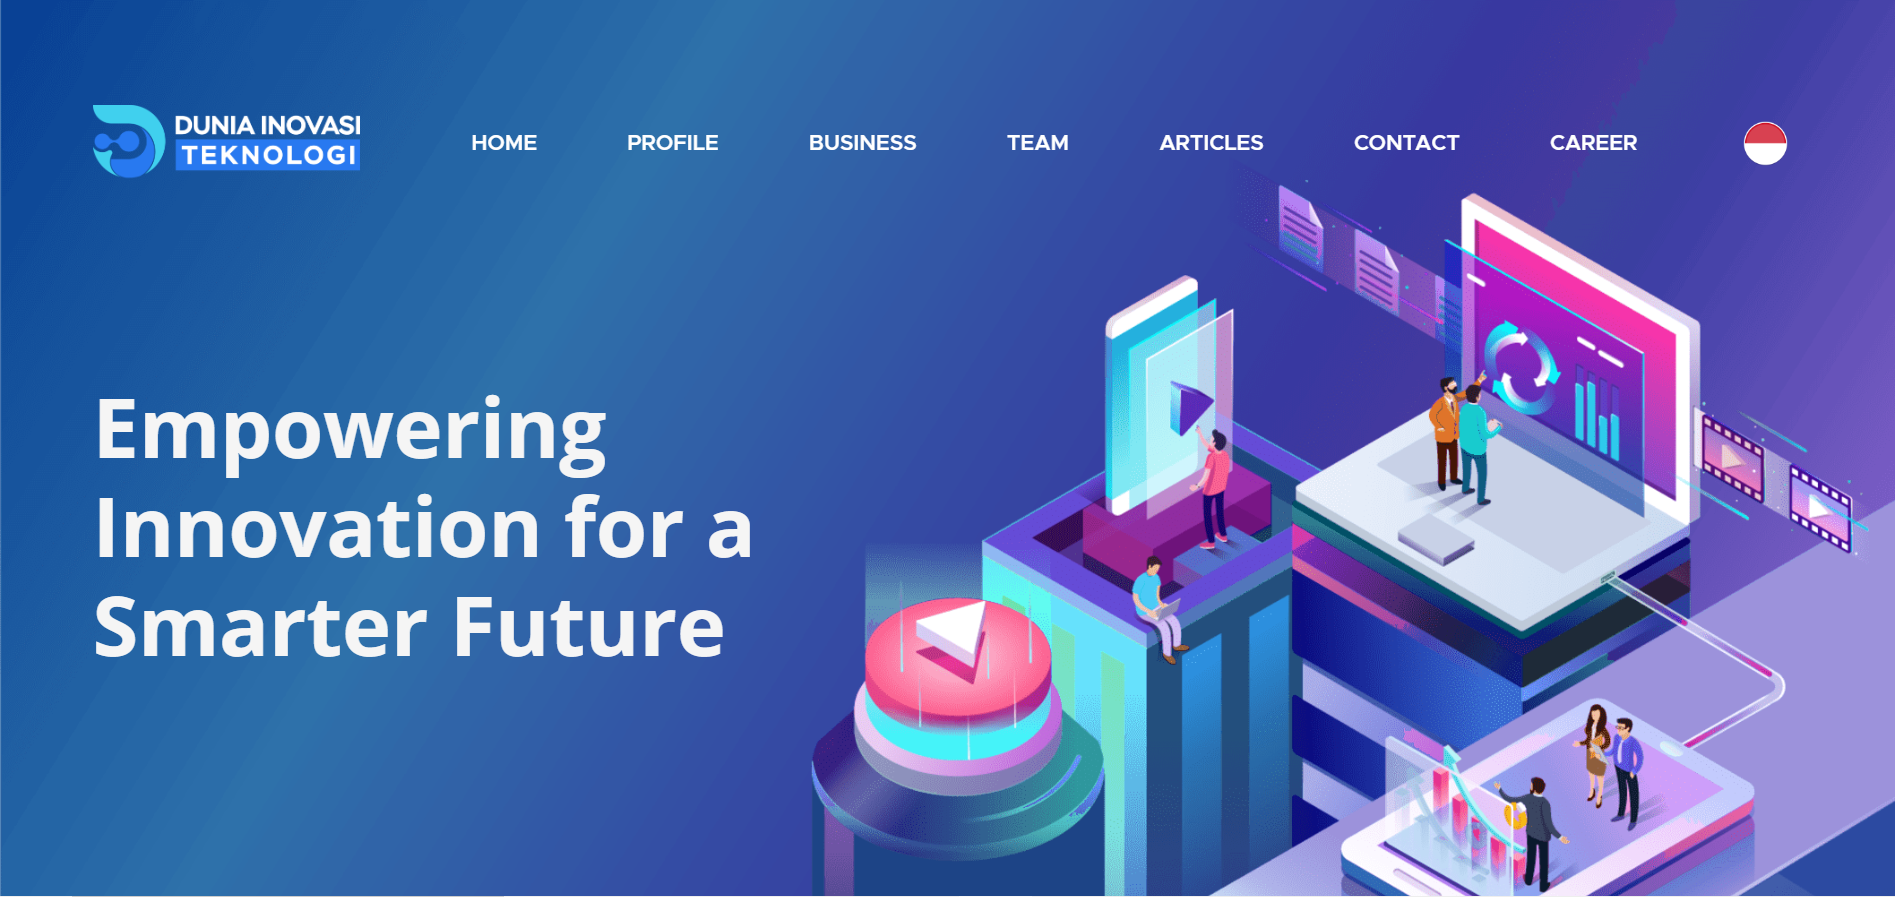 DUNIA INOVASI
TEKNOLOGI
HOME PROFILE BUSINESS TEAM ARTICLES CONTACT CAREER
Empowering
Innovation for a
Smarter Future